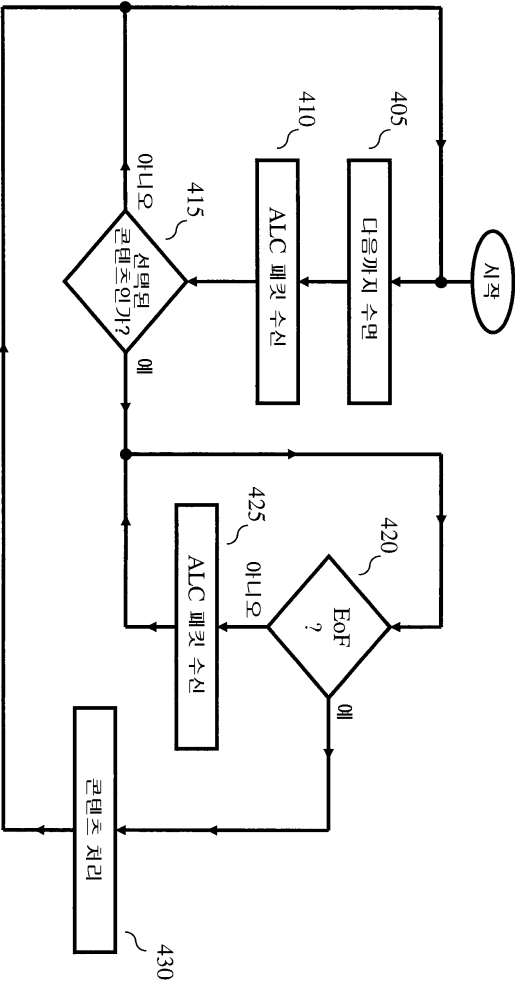 시작
405
다음까지 수면
410
ALC 패킷 수신
415
선택된
콘텐츠인가?
아니오
예
420
EoF
?
아니오
예
425
ALC 패킷 수신
430
콘텐츠 처리